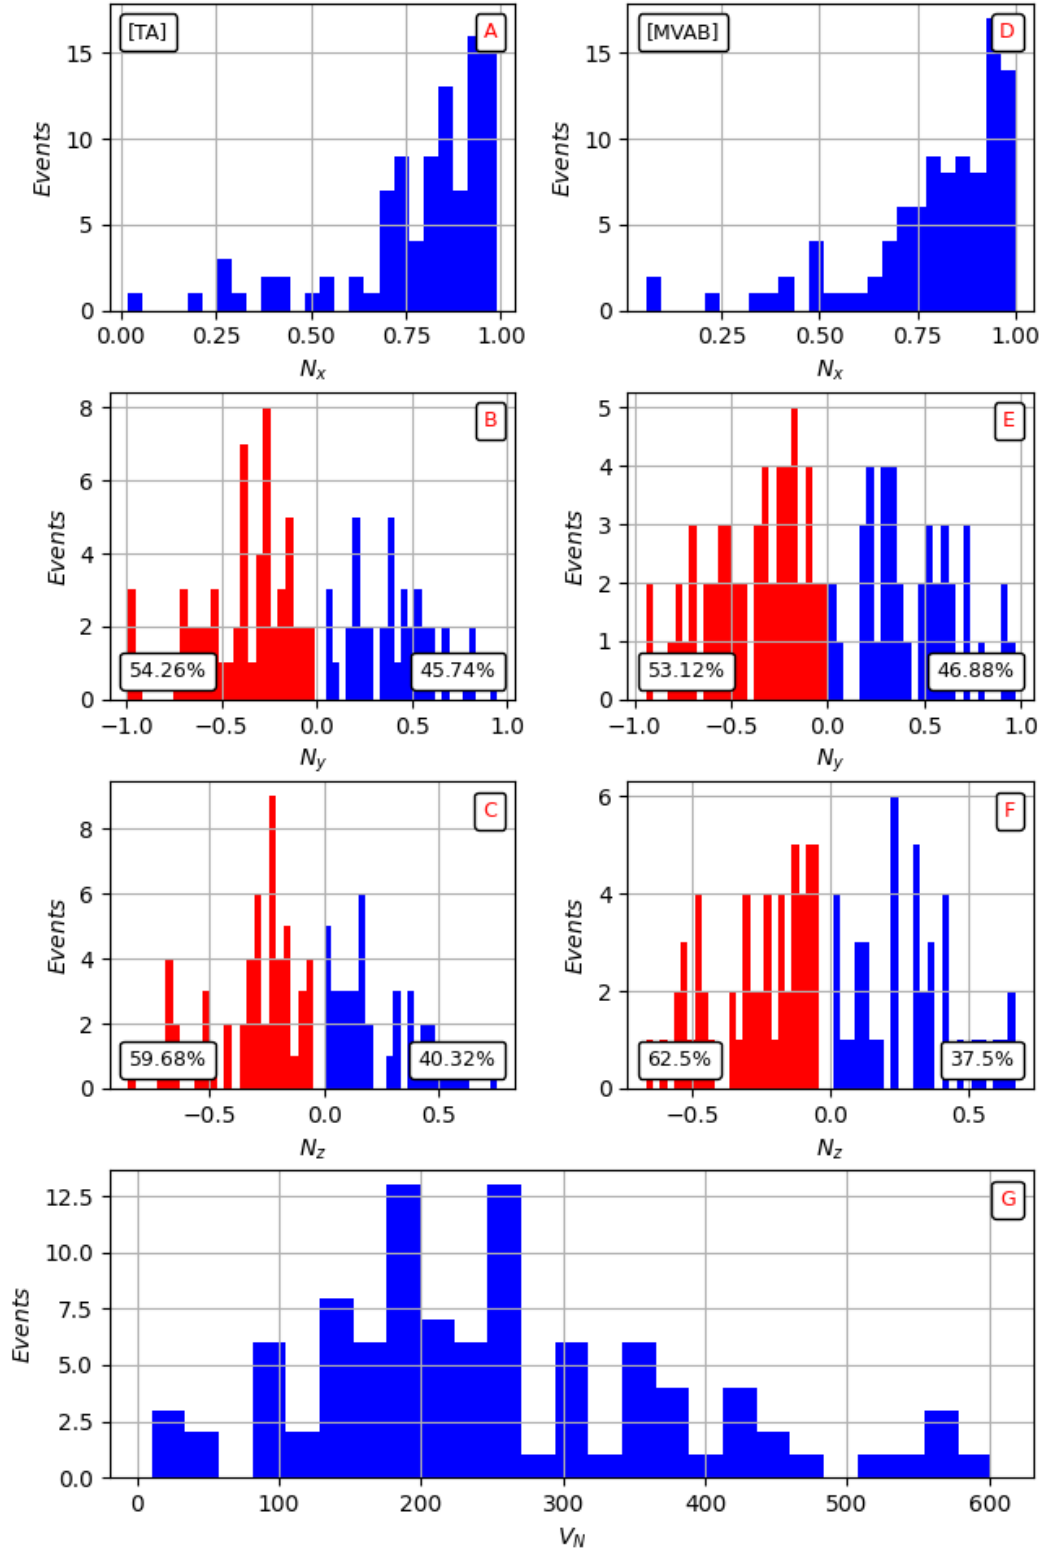 [TA]
A
Events
0
5
10
15
0.00 0.25 0.50 0.75 1.00
N_x
[MVAB]
D
Events
0
5
10
15
0.25 0.50 0.75 1.00
N_x
B
Events
0
2
4
6
8
54.26%
45.74%
−1.0 −0.5 0.0 0.5 1.0
N_y
E
Events
0
1
2
3
4
5
53.12%
46.88%
−1.0 −0.5 0.0 0.5 1.0
N_y
C
Events
0
2
4
6
8
59.68%
40.32%
−0.5 0.0 0.5
N_z
F
Events
0
2
4
6
62.5%
37.5%
−0.5 0.0 0.5
N_z
G
Events
0.0
2.5
5.0
7.5
10.0
12.5
0 100 200 300 400 500 600
V_N